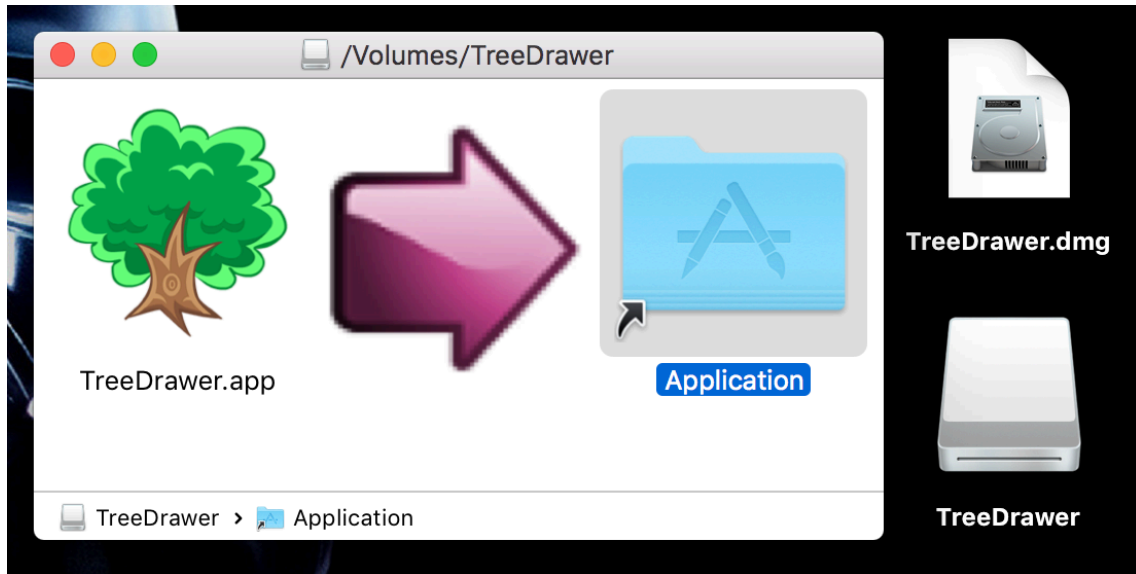 /Volumes/TreeDrawer
TreeDrawer.app
Application
TreeDrawer › Application
TreeDrawer.dmg
TreeDrawer